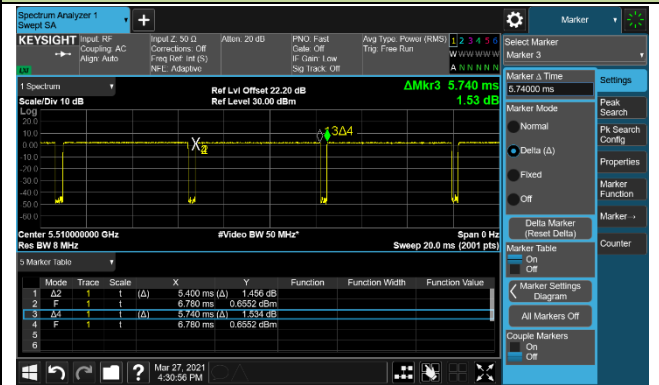 Spectrum Analyzer 1
Swept SA
Marker
KEYSIGHT
Input: RF
Coupling: AC
Align: Auto
Input Z: 50 Ω
Corrections: Off
Freq Ref: Int (S)
NFE: Adaptive
Atten: 20 dB
PNO: Fast
Gate: Off
IF Gain: Low
Sig Track: Off
Avg Type: Power (RMS)
Trig: Free Run
1 2 3 4 5 6
W W W W W W
A N N N N N
LXI
Select Marker
Marker 3
1 Spectrum
Scale/Div 10 dB
Log
Ref Lvl Offset 22.20 dB
Ref Level 30.00 dBm
ΔMkr3 5.740 ms
1.53 dB
20.0
10.0
0.00
-10.0
-20.0
-30.0
-40.0
-50.0
-60.0
X2
13Δ4
Center 5.510000000 GHz
Res BW 8 MHz
#Video BW 50 MHz*
Span 0 Hz
Sweep 20.0 ms (2001 pts)
5 Marker Table
Mode Trace Scale X Y Function Function Width Function Value
1 Δ2 1 t (Δ) 5.400 ms (Δ) 1.456 dB
2 F 1 t 6.780 ms 0.6552 dBm
3 Δ4 1 t (Δ) 5.740 ms (Δ) 1.534 dB
4 F 1 t 6.780 ms 0.6552 dBm
5
6
Marker Δ Time
5.74000 ms
Marker Mode
Normal
Delta (Δ)
Fixed
Off
Delta Marker
(Reset Delta)
Marker Table
On
Off
Marker Settings
Diagram
All Markers Off
Couple Markers
On
Off
Settings
Peak
Search
Pk Search
Config
Properties
Marker
Function
Marker→
Counter
Mar 27, 2021
4:30:56 PM